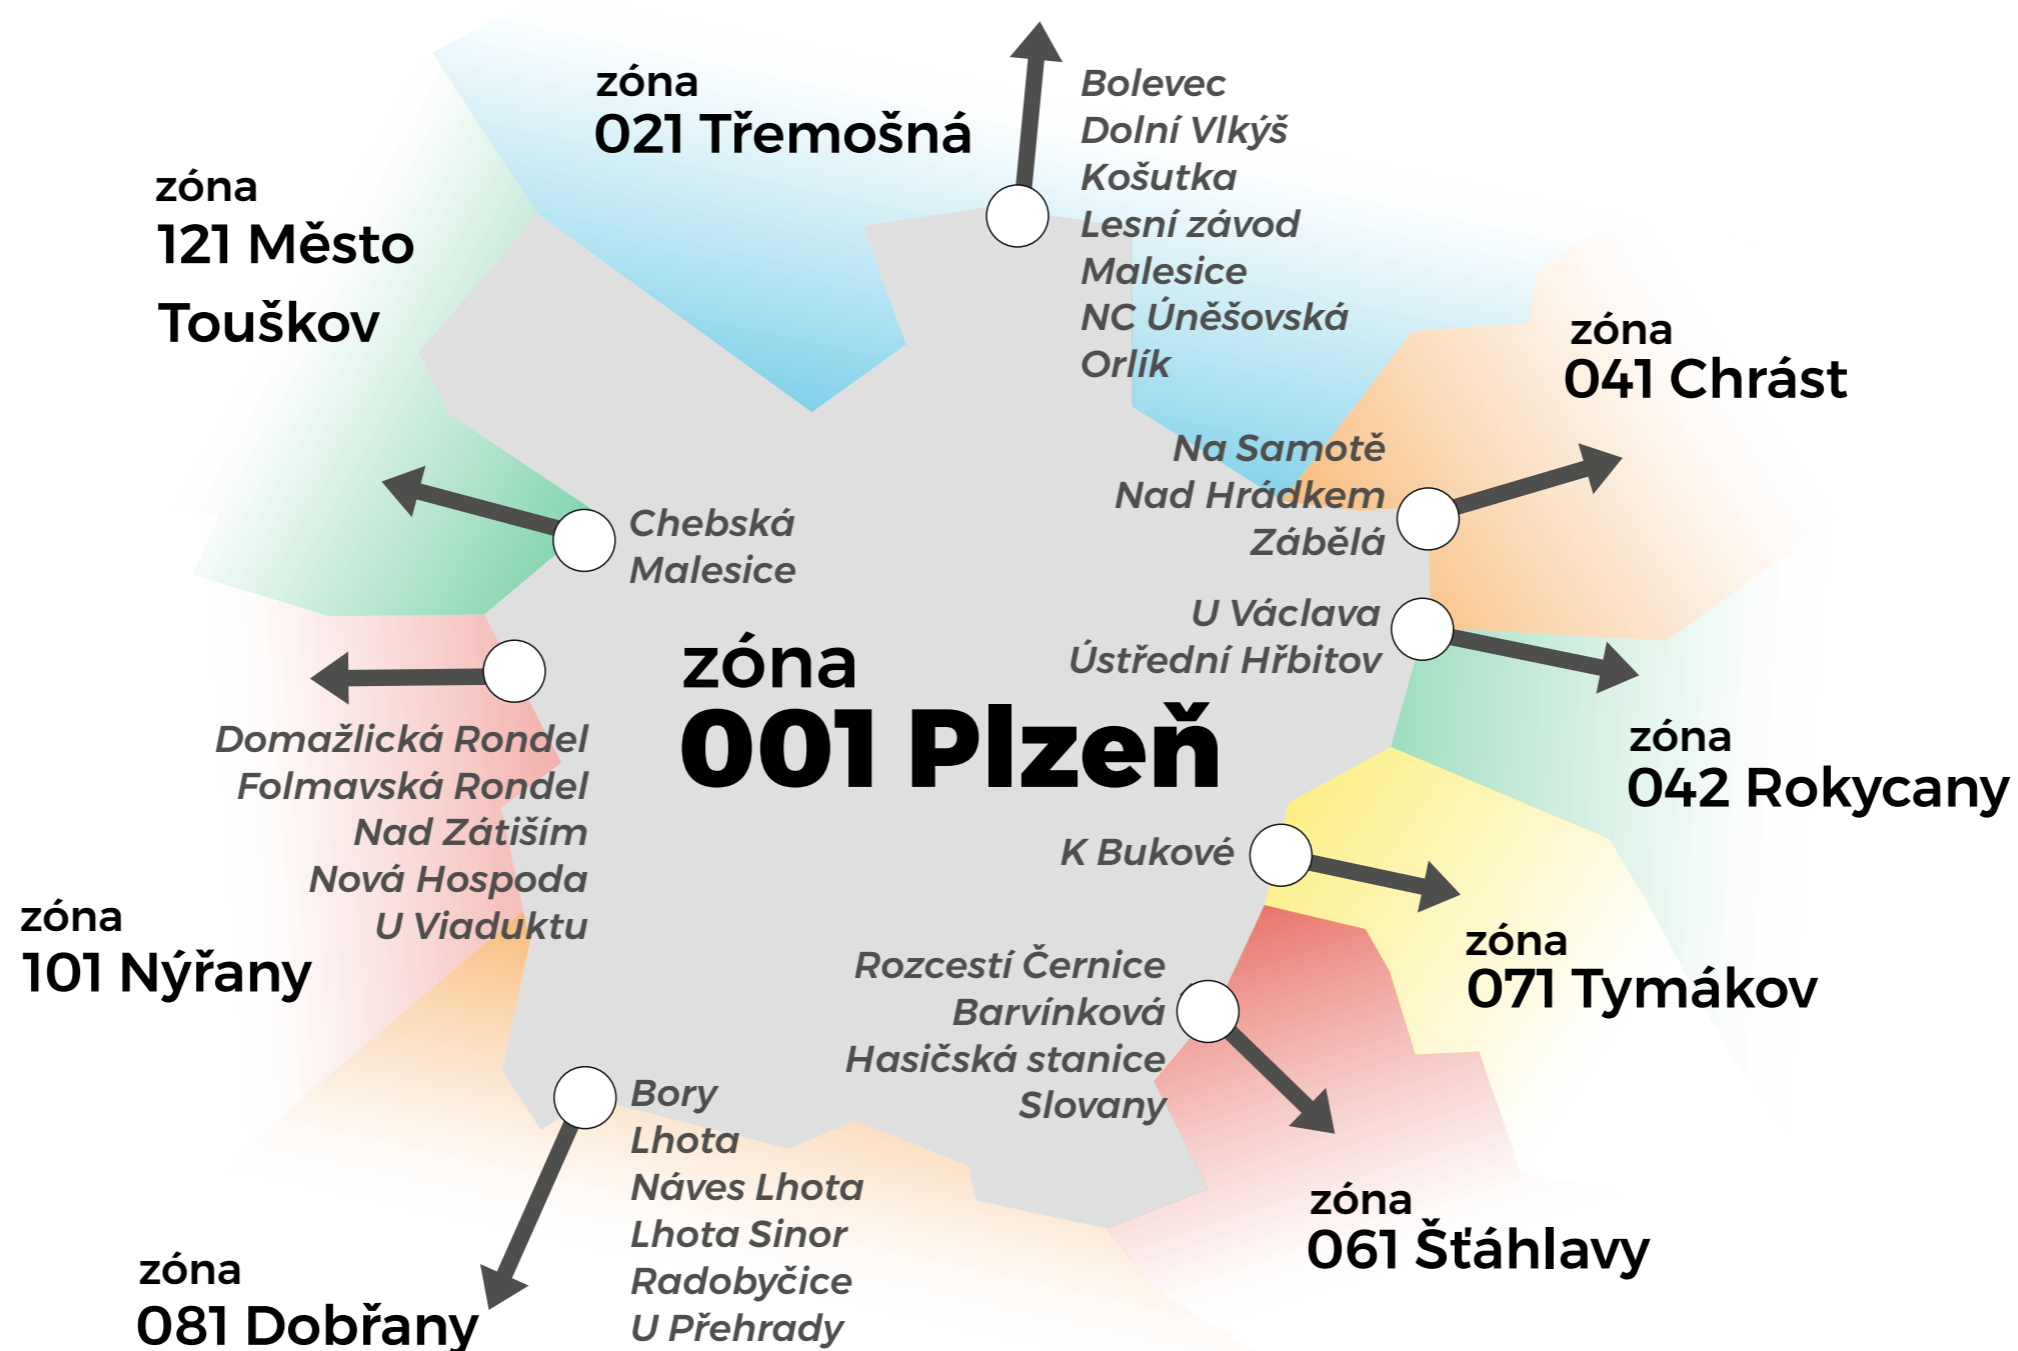 zóna
021 Třemošná
Bolevec
Dolní Vlkýš
Košutka
Lesní závod
Malesice
NC Úněšovská
Orlík
zóna
121 Město
Touškov
zóna
041 Chrást
Na Samotě
Nad Hrádkem
Zábělá
Chebská
Malesice
U Václava
Ústřední Hřbitov
zóna
001 Plzeň
zóna
042 Rokycany
Domažlická Rondel
Folmavská Rondel
Nad Zátiším
Nová Hospoda
U Viaduktu
zóna
101 Nýřany
K Bukové
zóna
071 Tymákov
Rozcestí Černice
Barvínková
Hasičská stanice
Slovany
zóna
061 Šťáhlavy
Bory
Lhota
Náves Lhota
Lhota Sinor
Radobyčice
U Přehrady
zóna
081 Dobřany